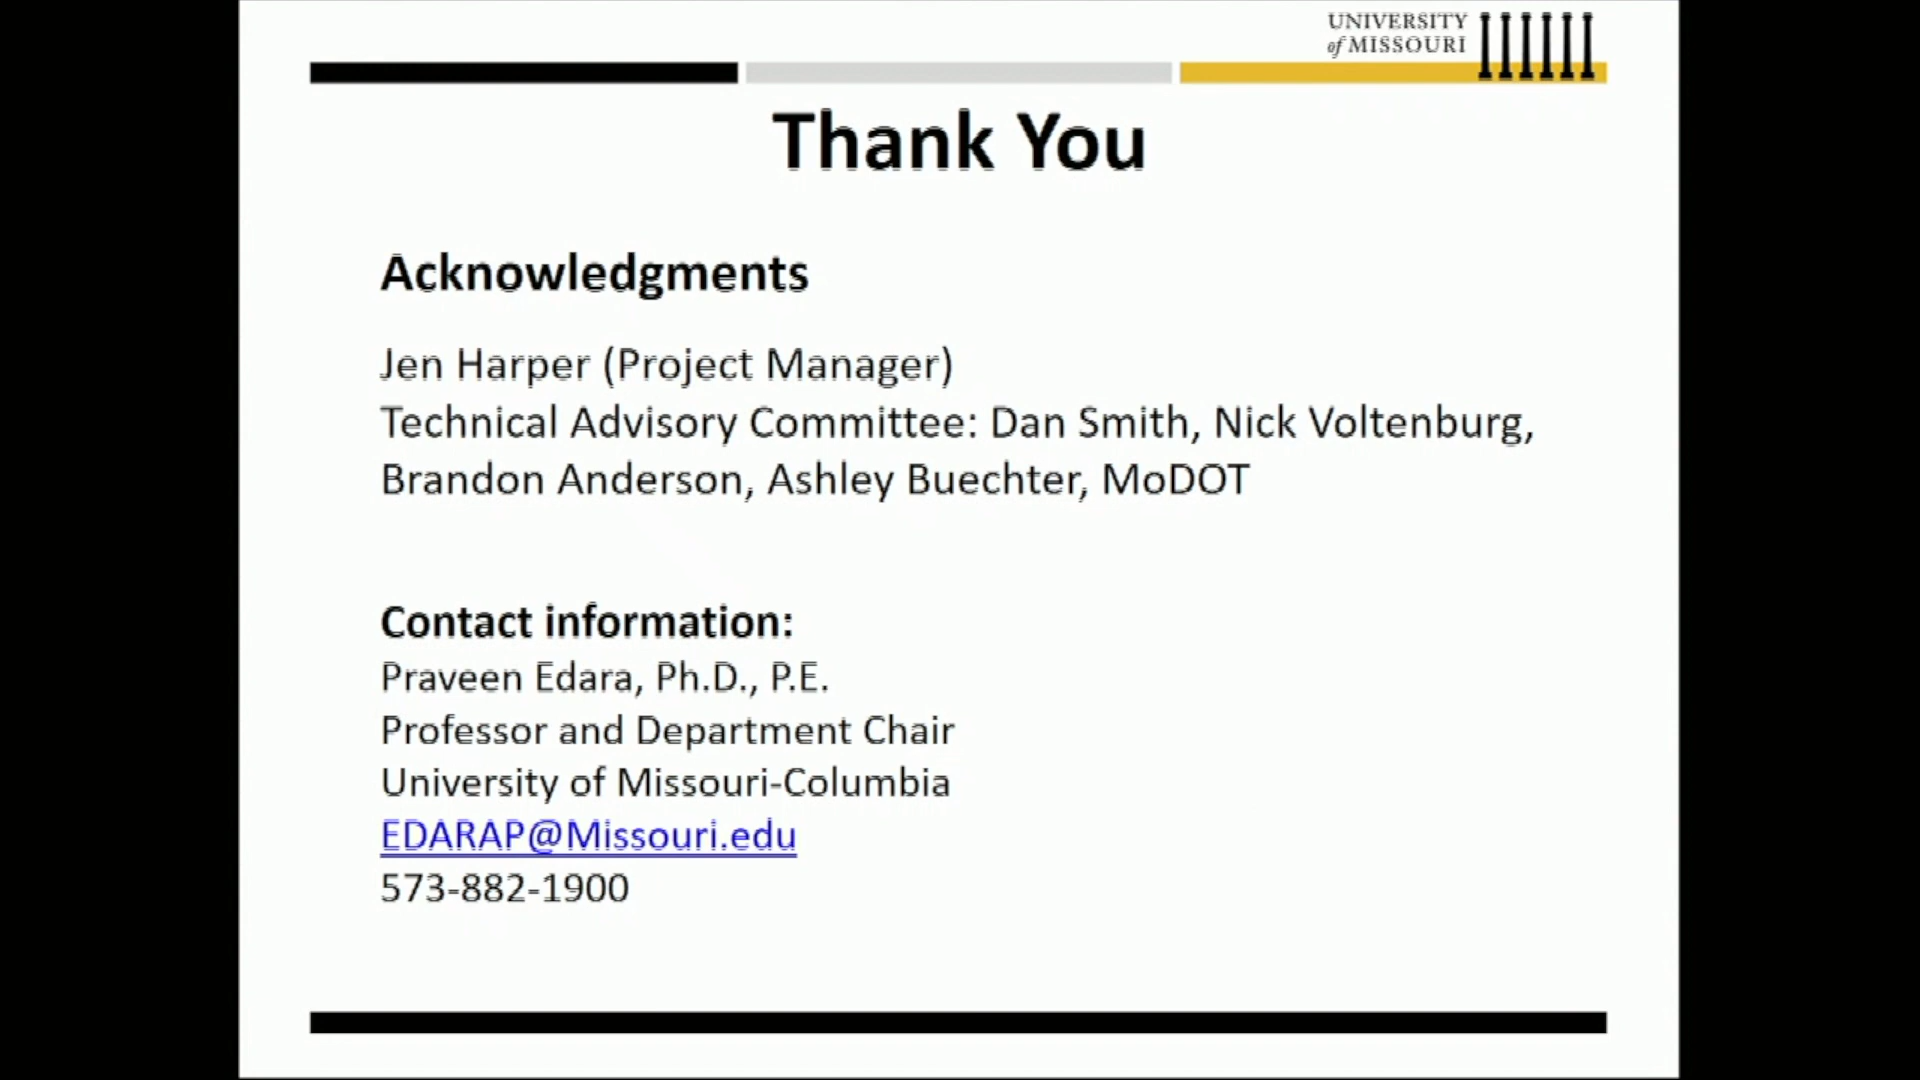 UNIVERSITY
of MISSOURI
Thank You
Acknowledgments
Jen Harper (Project Manager)
Technical Advisory Committee: Dan Smith, Nick Voltenburg,
Brandon Anderson, Ashley Buechter, MoDOT
Contact information:
Praveen Edara, Ph.D., P.E.
Professor and Department Chair
University of Missouri-Columbia
EDARAP@Missouri.edu
573-882-1900